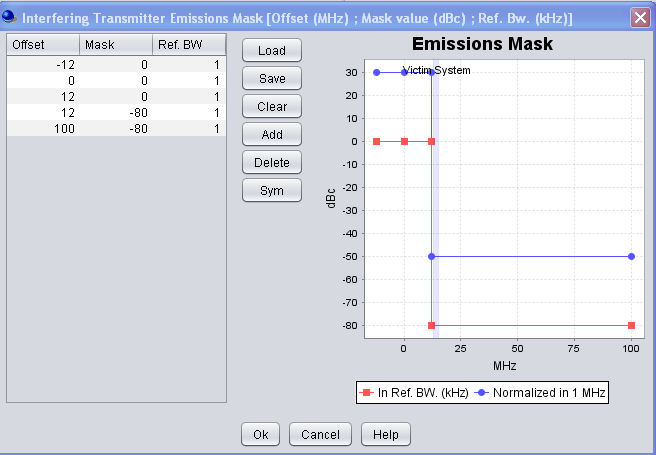 Interfering Transmitter Emissions Mask [Offset (MHz) ; Mask value (dBc) ; Ref. Bw. (kHz)]
Offset Mask Ref. BW
-12 0 1
0 0 1
12 0 1
12 -80 1
100 -80 1
Load
Save
Clear
Add
Delete
Sym
Emissions Mask
Victim System
30
20
10
0
-10
-20
-30
-40
-50
-60
-70
-80
dBc
0 25 50 75 100
MHz
In Ref. BW. (kHz) Normalized in 1 MHz
Ok Cancel Help